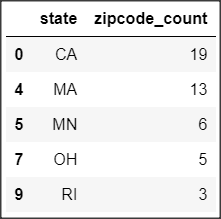 state zipcode_count
0 CA 19
4 MA 13
5 MN 6
7 OH 5
9 RI 3